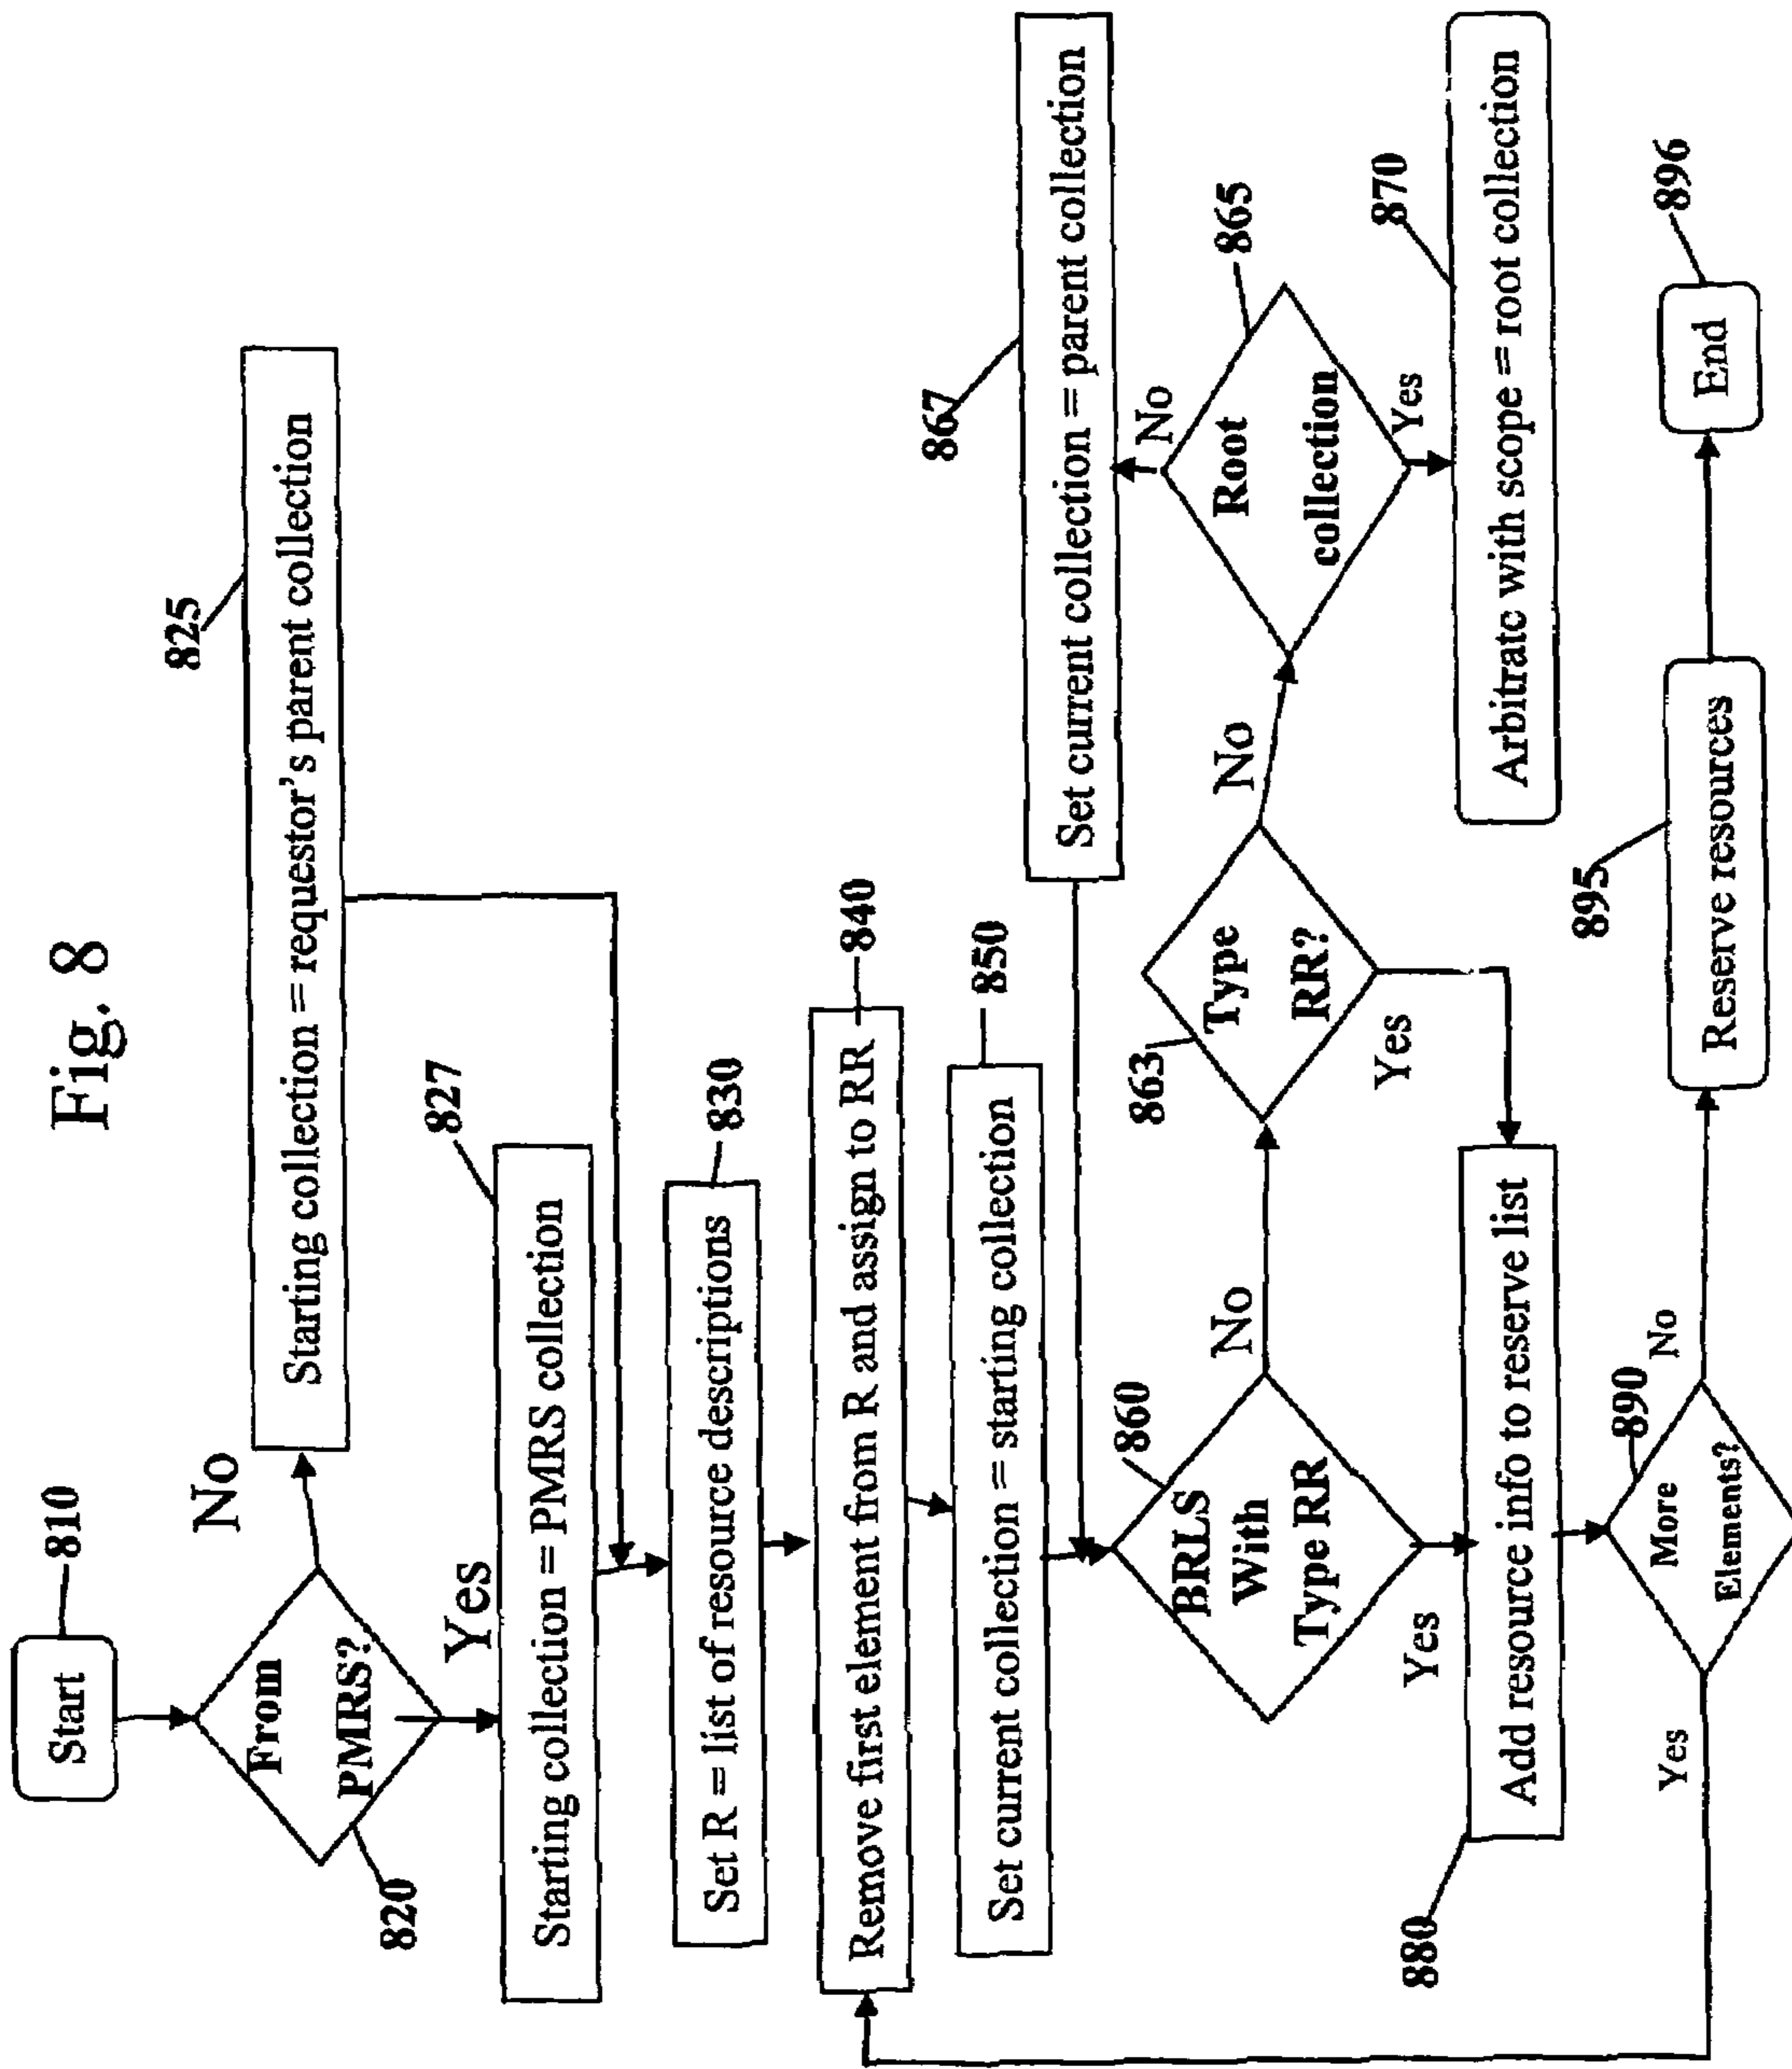 Fig. 8
Start
810
From
PMRS?
820
No
Starting collection = requestor's parent collection
825
Yes
Starting collection = PMRS collection
827
Set R = list of resource descriptions
830
Remove first element from R and assign to RR
840
Set current collection = starting collection
850
BRLS
With
Type RR
860
No
Type
RR?
863
No
Root
collection
865
No
Set current collection = parent collection
867
Yes
Arbitrate with scope = root collection
870
Yes
Yes
Add resource info to reserve list
880
More
Elements?
890
Yes
No
Reserve resources
895
End
896